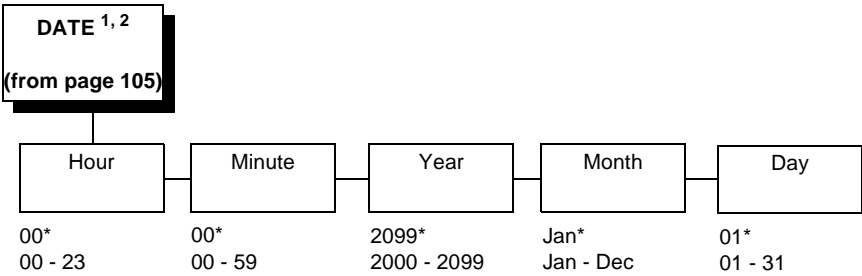 DATE 1, 2
(from page 105)
Hour Minute Year Month Day
00* 00* 2099* Jan* 01*
00 - 23 00 - 59 2000 - 2099 Jan - Dec 01 - 31